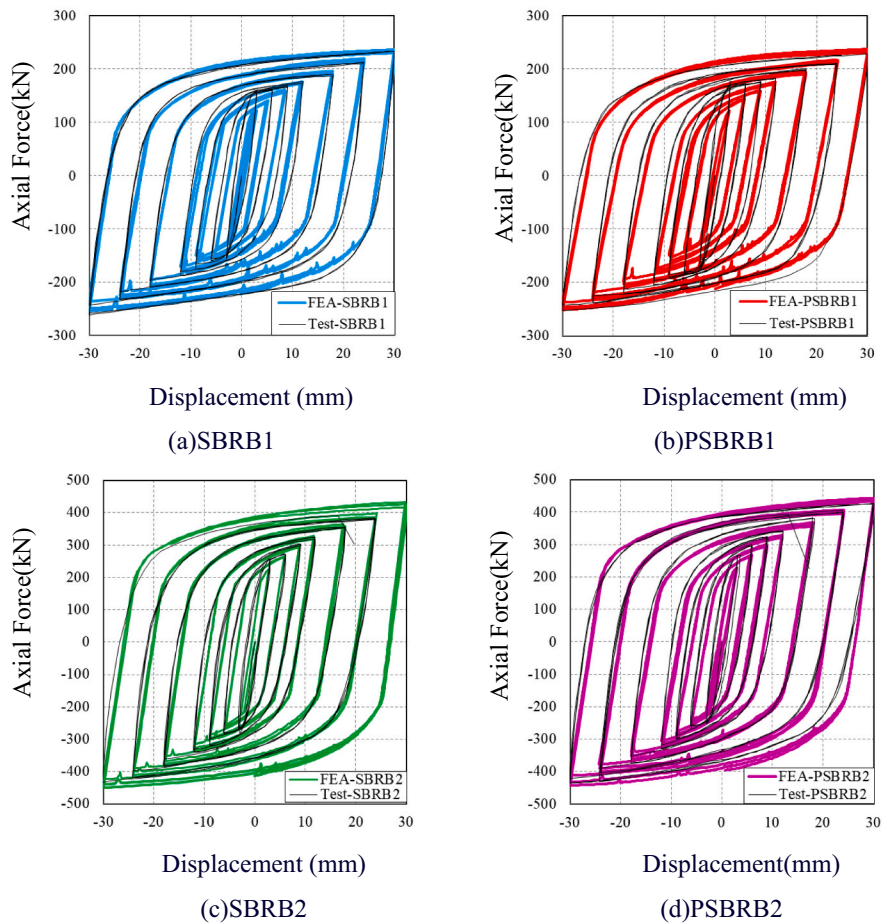 300
200
100
0
-100
-200
-300
Axial Force(kN)
FEA-SBRB1
Test-SBRB1
-30 -20 -10 0 10 20 30
Displacement (mm)
(a)SBRB1
300
200
100
0
-100
-200
-300
Axial Force(kN)
FEA-PSBRB1
Test-PSBRB1
-30 -20 -10 0 10 20 30
Displacement (mm)
(b)PSBRB1
500
400
300
200
100
0
-100
-200
-300
-400
-500
Axial Force(kN)
FEA-SBRB2
Test-SBRB2
-30 -20 -10 0 10 20 30
Displacement (mm)
(c)SBRB2
500
400
300
200
100
0
-100
-200
-300
-400
-500
Axial Force(kN)
FEA-PSBRB2
Test-PSBRB2
-30 -20 -10 0 10 20 30
Displacement(mm)
(d)PSBRB2